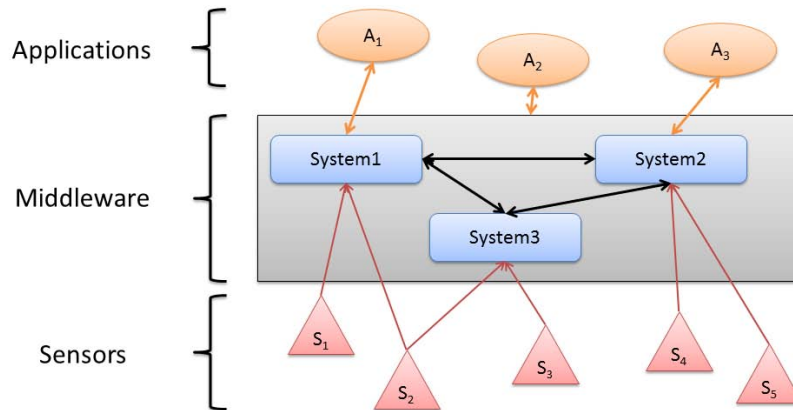 Applications
A₁
A₂
A₃
Middleware
System1
System2
System3
Sensors
S₁
S₂
S₃
S₄
S₅